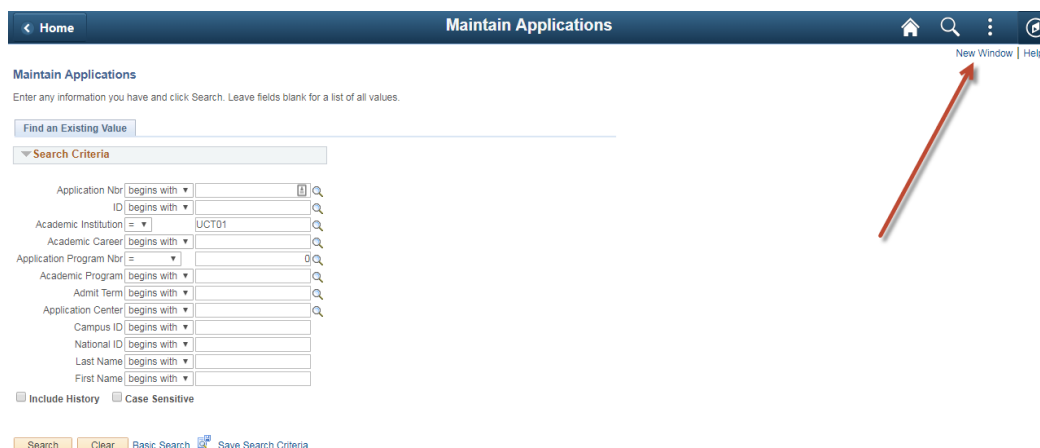 Home
Maintain Applications
New Window | Help
Maintain Applications
Enter any information you have and click Search. Leave fields blank for a list of all values.
Find an Existing Value
Search Criteria
Application Nbr begins with
ID begins with
Academic Institution = UCT01
Academic Career begins with
Application Program Nbr = 0
Academic Program begins with
Admit Term begins with
Application Center begins with
Campus ID begins with
National ID begins with
Last Name begins with
First Name begins with
Include History Case Sensitive
Search Clear Basic Search Save Search Criteria